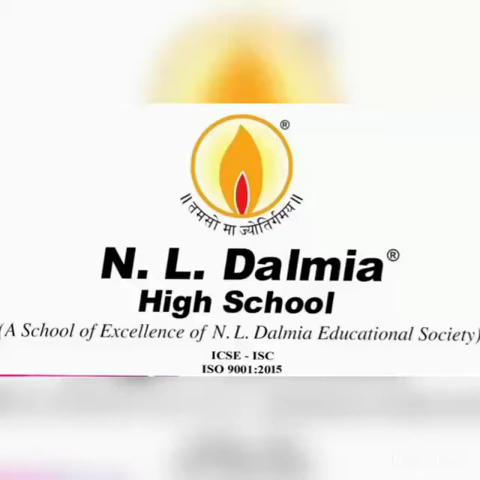 ®
॥ तमसो मा ज्योतिर्गमय ॥
N. L. Dalmia®
High School
(A School of Excellence of N. L. Dalmia Educational Society)
ICSE - ISC
ISO 9001:2015